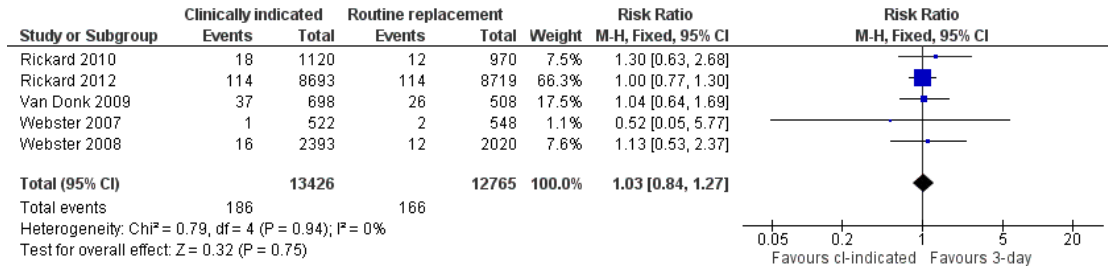 Clinically indicated Routine replacement Risk Ratio Risk Ratio
Study or Subgroup Events Total Events Total Weight M-H, Fixed, 95% CI M-H, Fixed, 95% CI
Rickard 2010 18 1120 12 970 7.5% 1.30 [0.63, 2.68]
Rickard 2012 114 8693 114 8719 66.3% 1.00 [0.77, 1.30]
Van Donk 2009 37 698 26 508 17.5% 1.04 [0.64, 1.69]
Webster 2007 1 522 2 548 1.1% 0.52 [0.05, 5.77]
Webster 2008 16 2393 12 2020 7.6% 1.13 [0.53, 2.37]
Total (95% CI) 13426 12765 100.0% 1.03 [0.84, 1.27]
Total events 186 166
Heterogeneity: Chi² = 0.79, df = 4 (P = 0.94); I² = 0%
Test for overall effect: Z = 0.32 (P = 0.75)
0.05 0.2 1 5 20
Favours cl-indicated Favours 3-day